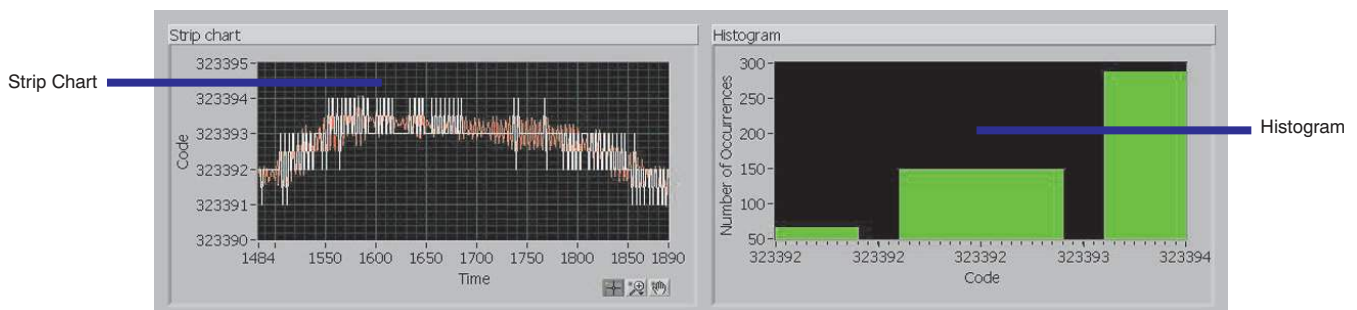 Strip chart
Strip Chart
323395
323394
323393
323392
323391
323390
Code
1484 1550 1600 1650 1700 1750 1800 1850 1890
Time
Histogram
Histogram
300
250
200
150
100
50
Number of Occurrences
323392 323392 323392 323393 323394
Code